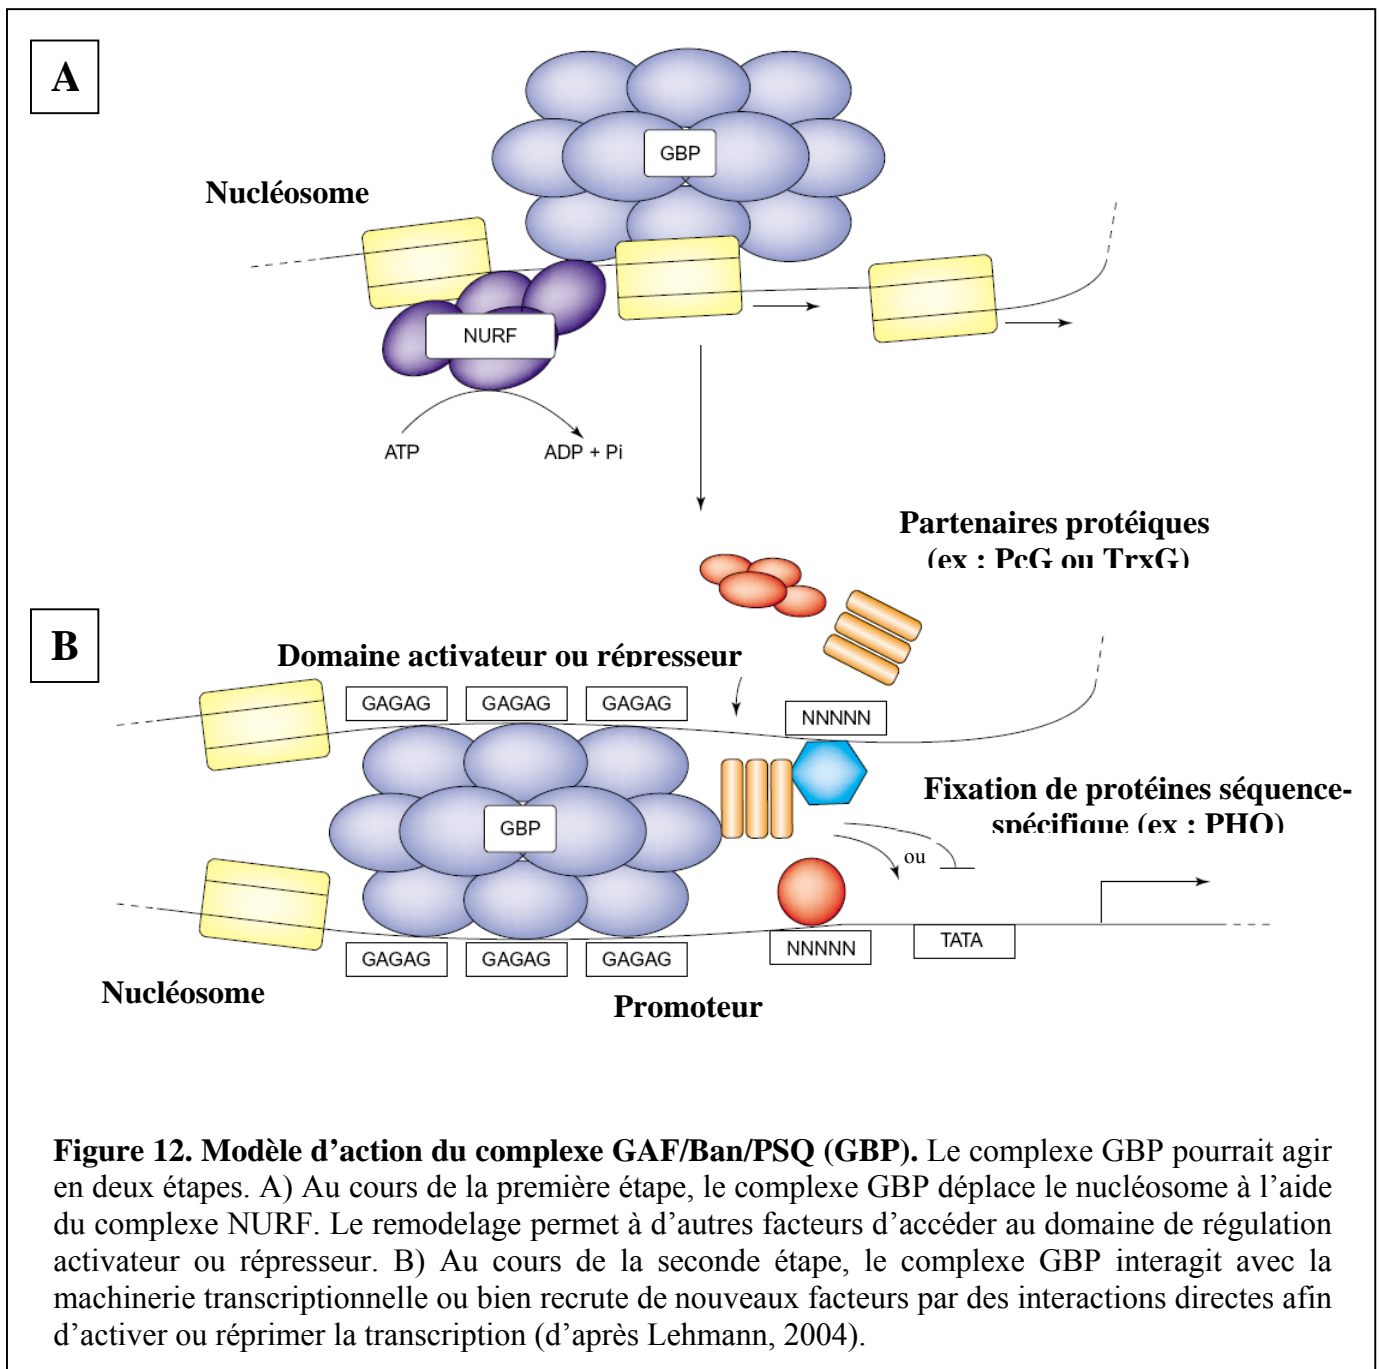 A
GBP
Nucléosome
NURF
ATP
ADP + Pi
Partenaires protéiques
(ex : PcG ou TrxG)
B
Domaine activateur ou répresseur
GAGAG GAGAG GAGAG
NNNNN
GBP
Fixation de protéines séquence-
spécifique (ex : PHO)
ou
GAGAG GAGAG GAGAG
NNNNN
TATA
Nucléosome
Promoteur
Figure 12. Modèle d’action du complexe GAF/Ban/PSQ (GBP). Le complexe GBP pourrait agir
en deux étapes. A) Au cours de la première étape, le complexe GBP déplace le nucléosome à l’aide
du complexe NURF. Le remodelage permet à d’autres facteurs d’accéder au domaine de régulation
activateur ou répresseur. B) Au cours de la seconde étape, le complexe GBP interagit avec la
machinerie transcriptionnelle ou bien recrute de nouveaux facteurs par des interactions directes afin
d’activer ou réprimer la transcription (d’après Lehmann, 2004).